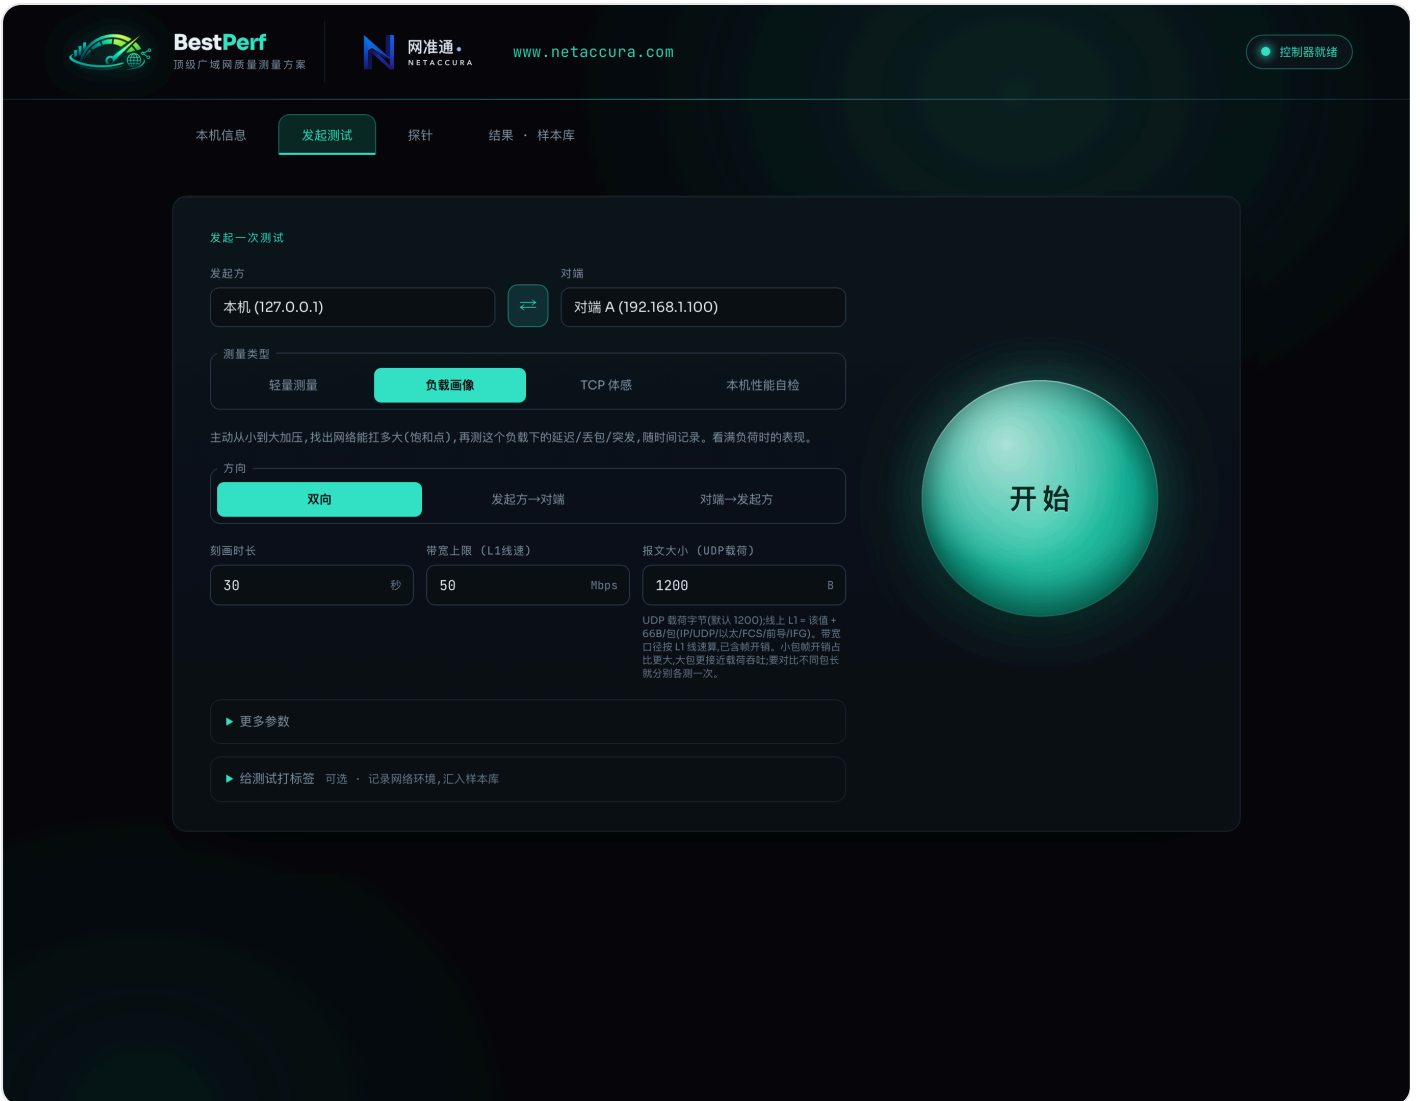 BestPerf
顶级广域网质量测量方案
网准通
NETACCURA
www.netaccura.com
控制器就绪
本机信息
发起测试
探针
结果 · 样本库
发起一次测试
发起方
对端
本机 (127.0.0.1)
⇄
对端 A (192.168.1.100)
测量类型
轻量测量
负载画像
TCP 体感
本机性能自检
主动从小到大加压,找出网络能扛多大(饱和点),再测这个负载下的延迟/丢包/突发,随时间记录。看满负荷时的表现。
方向
双向
发起方→对端
对端→发起方
刻画时长
带宽上限 (L1线速)
报文大小 (UDP载荷)
30 秒
50 Mbps
1200 B
UDP 载荷字节(默认 1200);线上 L1 = 该值 +
66B/包(IP/UDP/以太/FCS/前导/IFG)。带宽
口径按 L1 线速算,已含帧开销。小包帧开销占
比更大,大包更接近载荷吞吐;要对比不同包长
就分别各测一次。
开始
▶ 更多参数
▶ 给测试打标签 可选 · 记录网络环境,汇入样本库